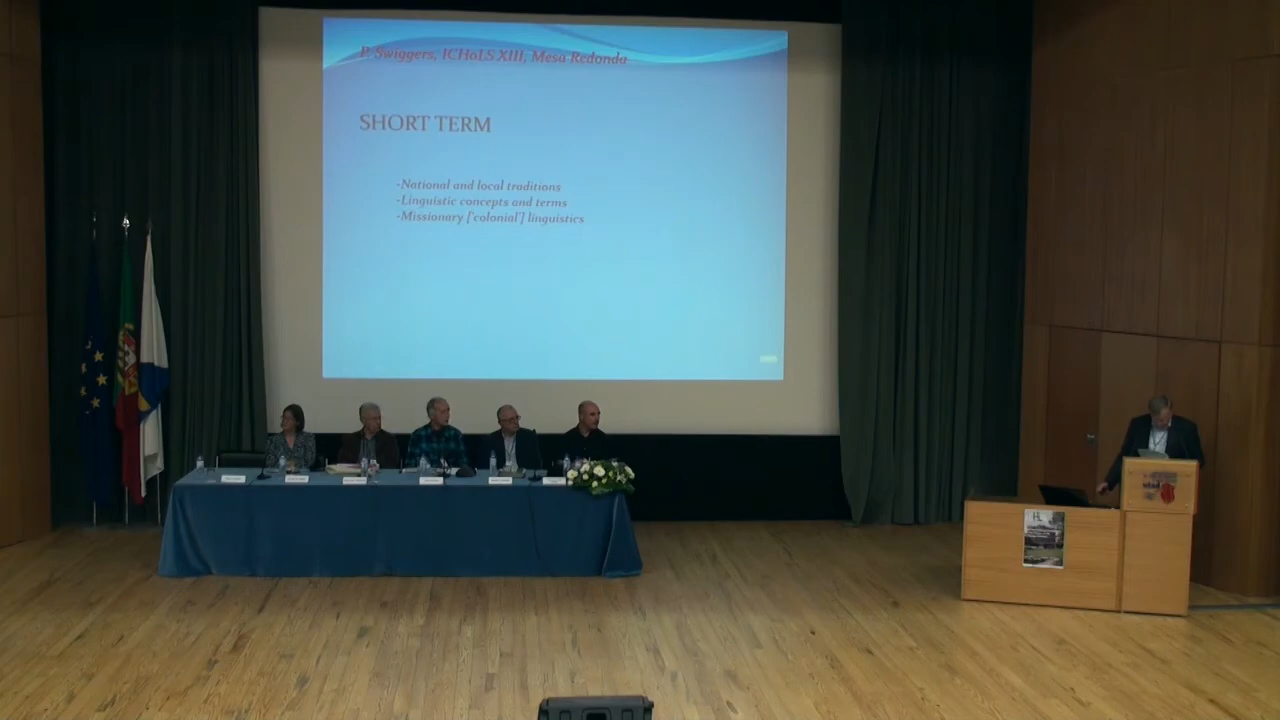 P. Swiggers, ICHoLS XIII, Mesa Redonda
SHORT TERM
-National and local traditions
-Linguistic concepts and terms
-Missionary ['colonial'] linguistics